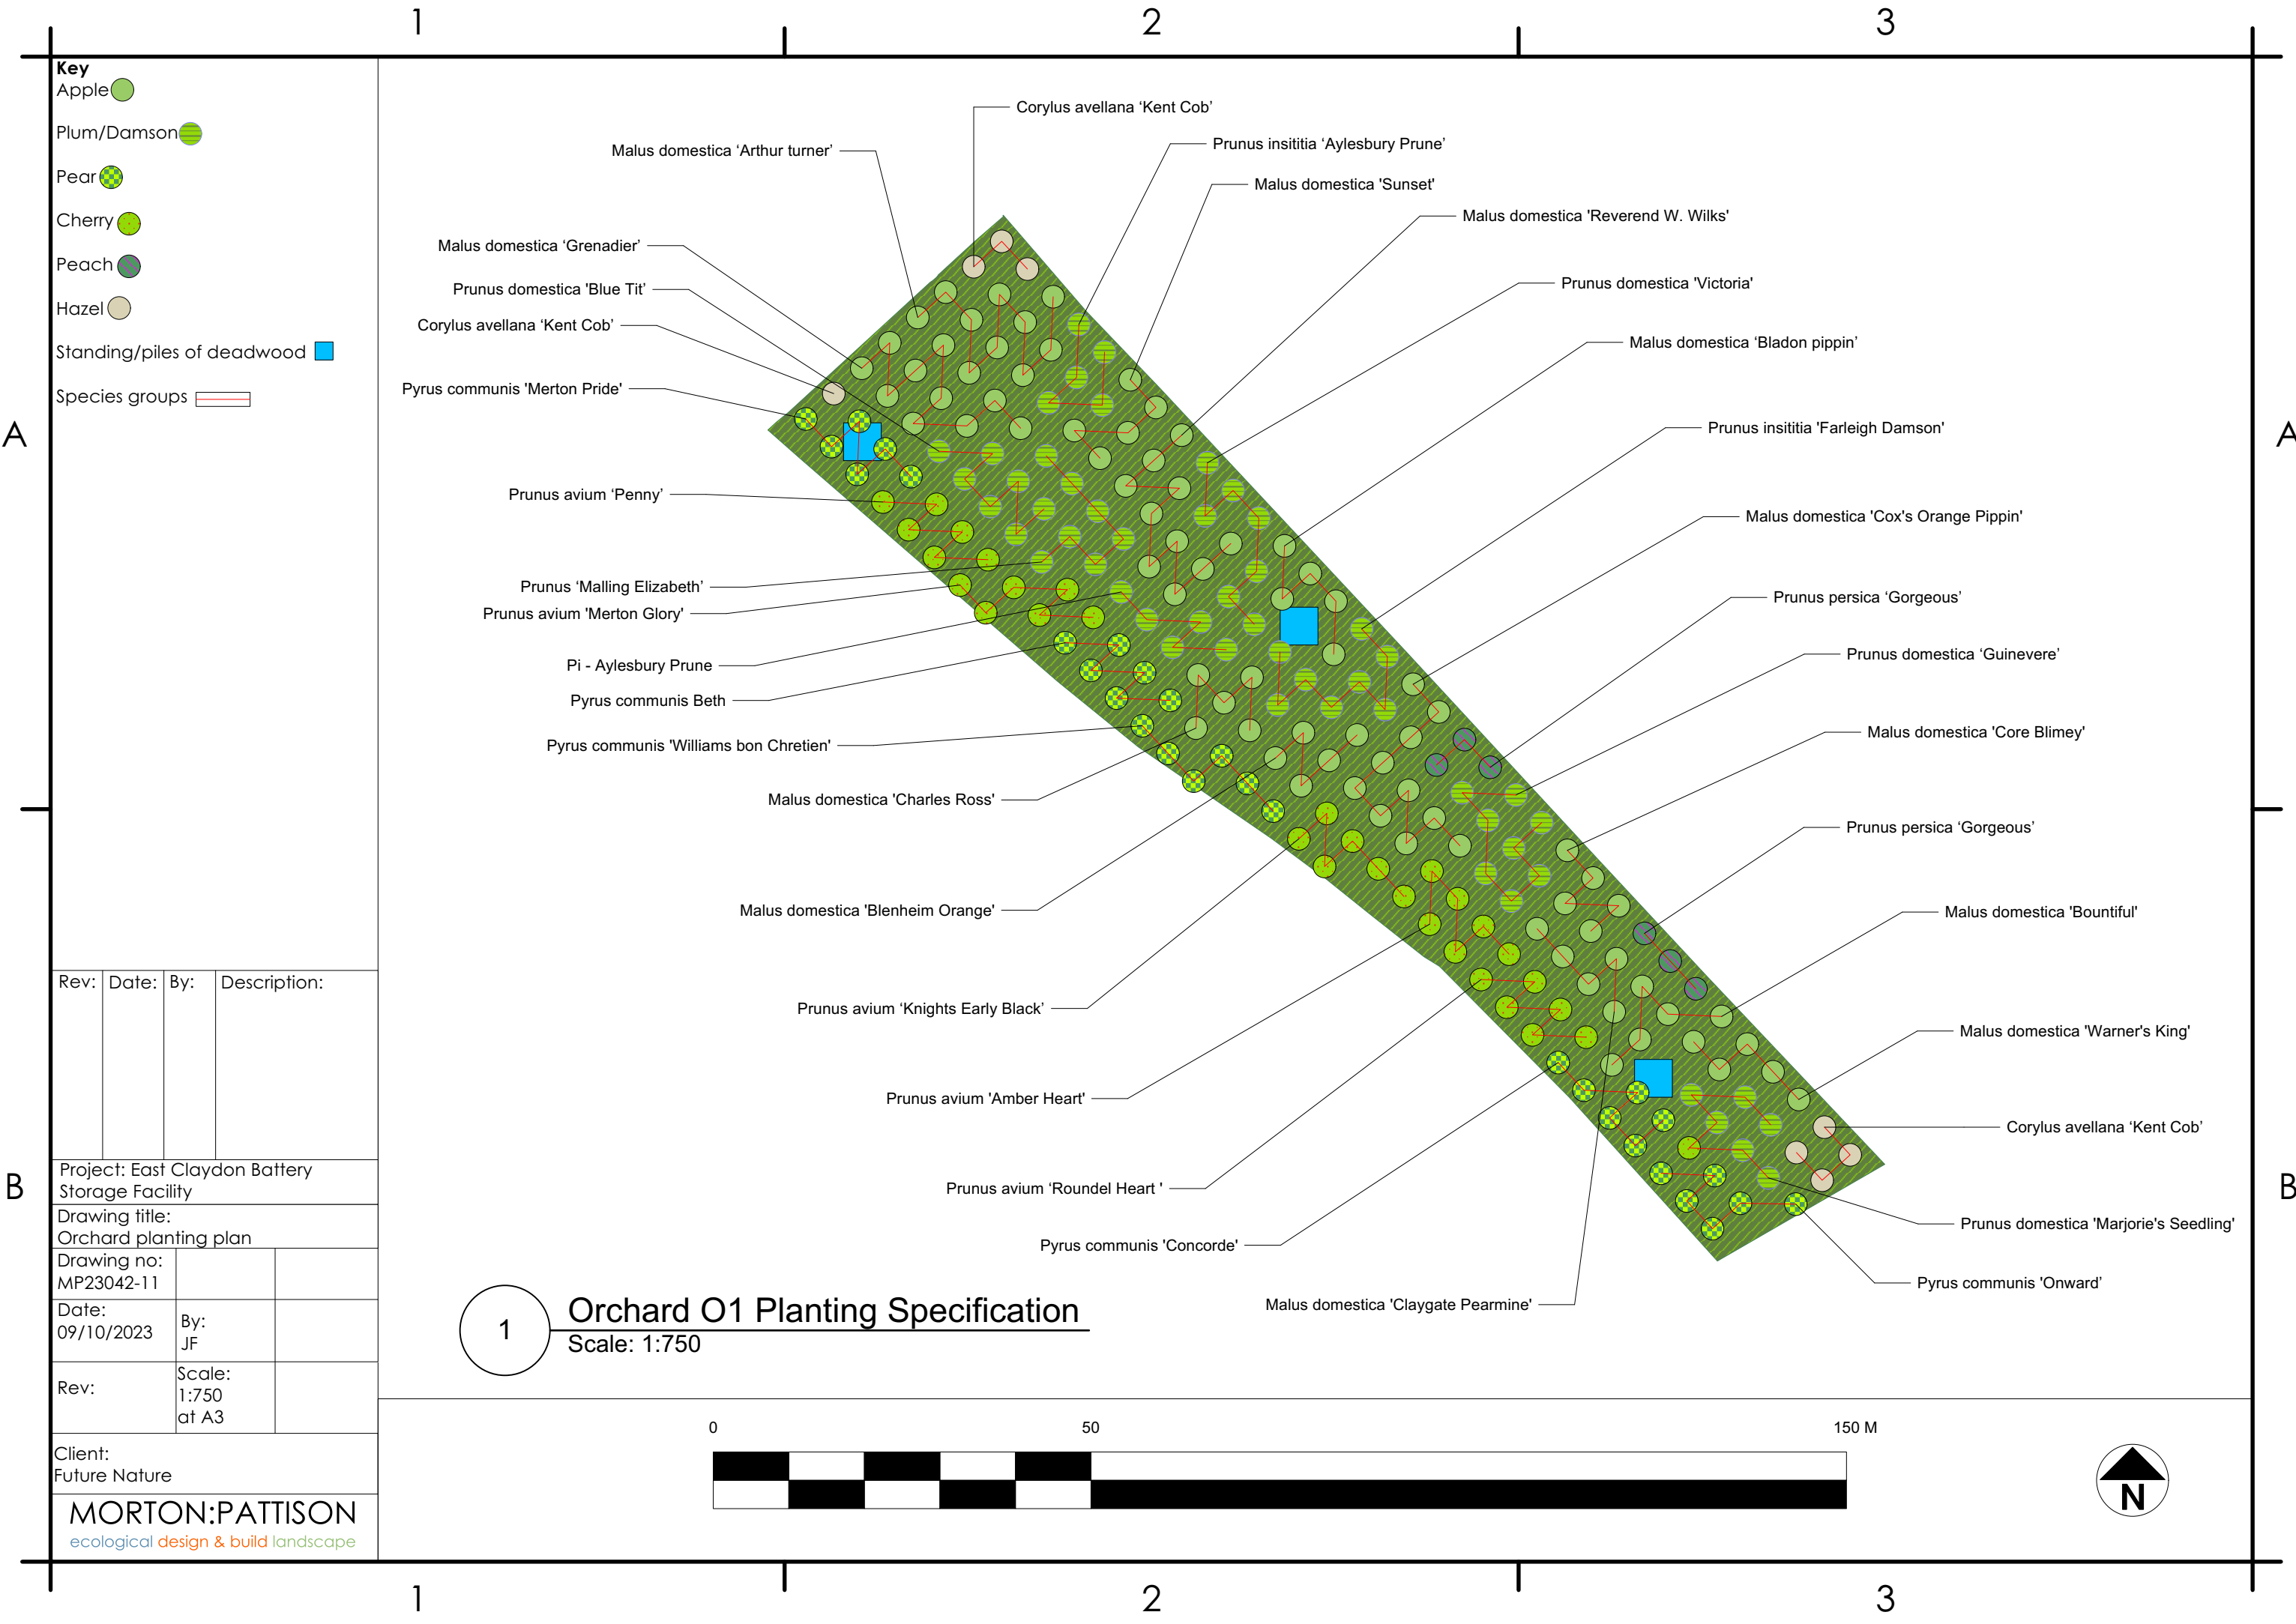 1
2
3
Key
Apple
Plum/Damson
Pear
Cherry
Peach
Hazel
Standing/piles of deadwood
Species groups
A
A
B
B
Corylus avellana ‘Kent Cob’
Malus domestica ‘Arthur turner’
Prunus insititia ‘Aylesbury Prune’
Malus domestica 'Sunset'
Malus domestica 'Reverend W. Wilks'
Malus domestica ‘Grenadier’
Prunus domestica 'Victoria'
Prunus domestica 'Blue Tit’
Corylus avellana ‘Kent Cob’
Malus domestica ‘Bladon pippin’
Pyrus communis 'Merton Pride'
Prunus insititia 'Farleigh Damson'
Prunus avium ‘Penny’
Malus domestica 'Cox's Orange Pippin'
Prunus ‘Malling Elizabeth’
Prunus persica ‘Gorgeous’
Prunus avium 'Merton Glory'
Prunus domestica ‘Guinevere’
Pi - Aylesbury Prune
Pyrus communis Beth
Malus domestica 'Core Blimey'
Pyrus communis 'Williams bon Chretien'
Malus domestica 'Charles Ross'
Prunus persica ‘Gorgeous’
Malus domestica 'Blenheim Orange'
Malus domestica 'Bountiful'
Prunus avium ‘Knights Early Black’
Malus domestica 'Warner's King'
Prunus avium 'Amber Heart'
Corylus avellana ‘Kent Cob’
Prunus avium ‘Roundel Heart '
Prunus domestica 'Marjorie's Seedling'
Pyrus communis 'Concorde'
Pyrus communis 'Onward’
Malus domestica 'Claygate Pearmine'
Rev: Date: By: Description:
Project: East Claydon Battery
Storage Facility
Drawing title:
Orchard planting plan
Drawing no:
MP23042-11
Date:
09/10/2023
By:
JF
Rev:
Scale:
1:750
at A3
Client:
Future Nature
MORTON:PATTISON
ecological design & build landscape
1
Orchard O1 Planting Specification
Scale: 1:750
0 50 150 M
N
1
2
3